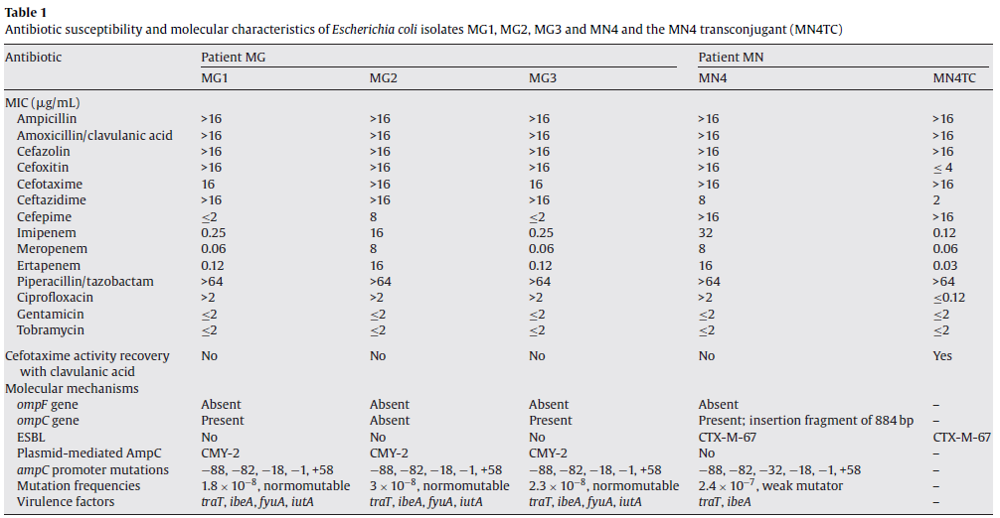 Table 1
Antibiotic susceptibility and molecular characteristics of Escherichia coli isolates MG1, MG2, MG3 and MN4 and the MN4 transconjugant (MN4TC)
Antibiotic Patient MG Patient MN
MG1 MG2 MG3 MN4 MN4TC
MIC (μg/mL)
Ampicillin >16 >16 >16 >16 >16
Amoxicillin/clavulanic acid >16 >16 >16 >16 >16
Cefazolin >16 >16 >16 >16 >16
Cefoxitin >16 >16 >16 >16 ≤ 4
Cefotaxime 16 >16 16 >16 >16
Ceftazidime >16 >16 >16 8 2
Cefepime ≤2 8 ≤2 >16 >16
Imipenem 0.25 16 0.25 32 0.12
Meropenem 0.06 8 0.06 8 0.06
Ertapenem 0.12 16 0.12 16 0.03
Piperacillin/tazobactam >64 >64 >64 >64 >64
Ciprofloxacin >2 >2 >2 >2 ≤0.12
Gentamicin ≤2 ≤2 ≤2 ≤2 ≤2
Tobramycin ≤2 ≤2 ≤2 ≤2 ≤2
Cefotaxime activity recovery No No No No Yes
with clavulanic acid
Molecular mechanisms
ompF gene Absent Absent Absent Absent –
ompC gene Present Absent Present Present; insertion fragment of 884 bp –
ESBL No No No CTX-M-67 CTX-M-67
Plasmid-mediated AmpC CMY-2 CMY-2 CMY-2 No –
ampC promoter mutations −88, −82, −18, −1, +58 −88, −82, −18, −1, +58 −88, −82, −18, −1, +58 −88, −82, −32, −18, −1, +58 –
Mutation frequencies 1.8 × 10⁻⁸, normomutable 3 × 10⁻⁸, normomutable 2.3 × 10⁻⁸, normomutable 2.4 × 10⁻⁷, weak mutator –
Virulence factors traT, ibeA, fyuA, iutA traT, ibeA, fyuA, iutA traT, ibeA, fyuA, iutA traT, ibeA –